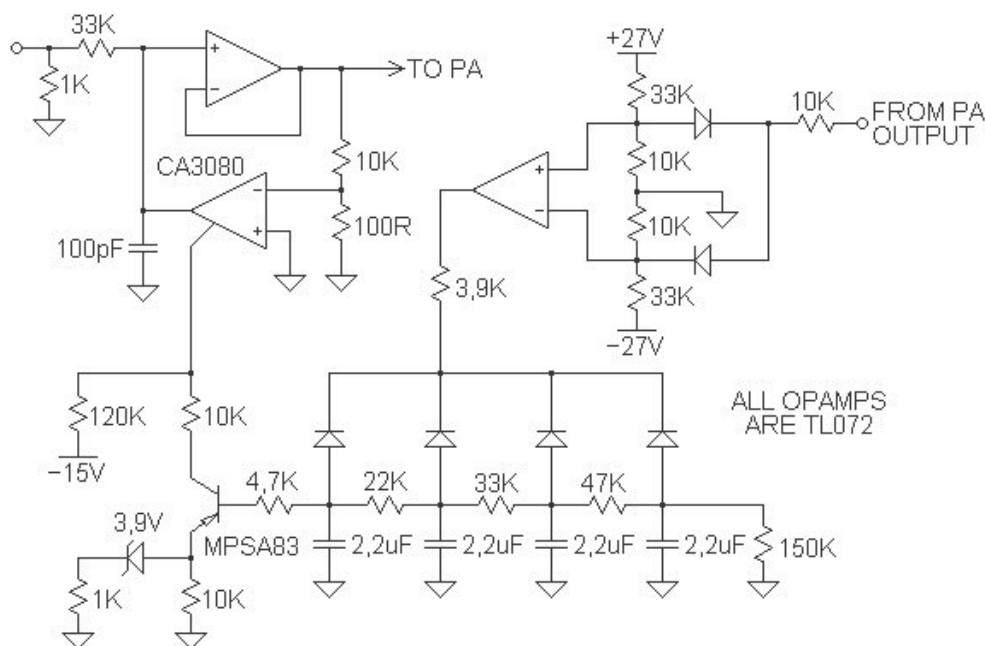 33K
1K
+
−
TO PA
10K
CA3080
−
+
100R
100pF
+27V
33K
10K
FROM PA
OUTPUT
10K
+
−
10K
33K
−27V
3,9K
120K
−15V
10K
ALL OPAMPS
ARE TL072
4,7K
22K
33K
47K
3,9V
MPSA83
2,2uF
2,2uF
2,2uF
2,2uF
150K
1K
10K